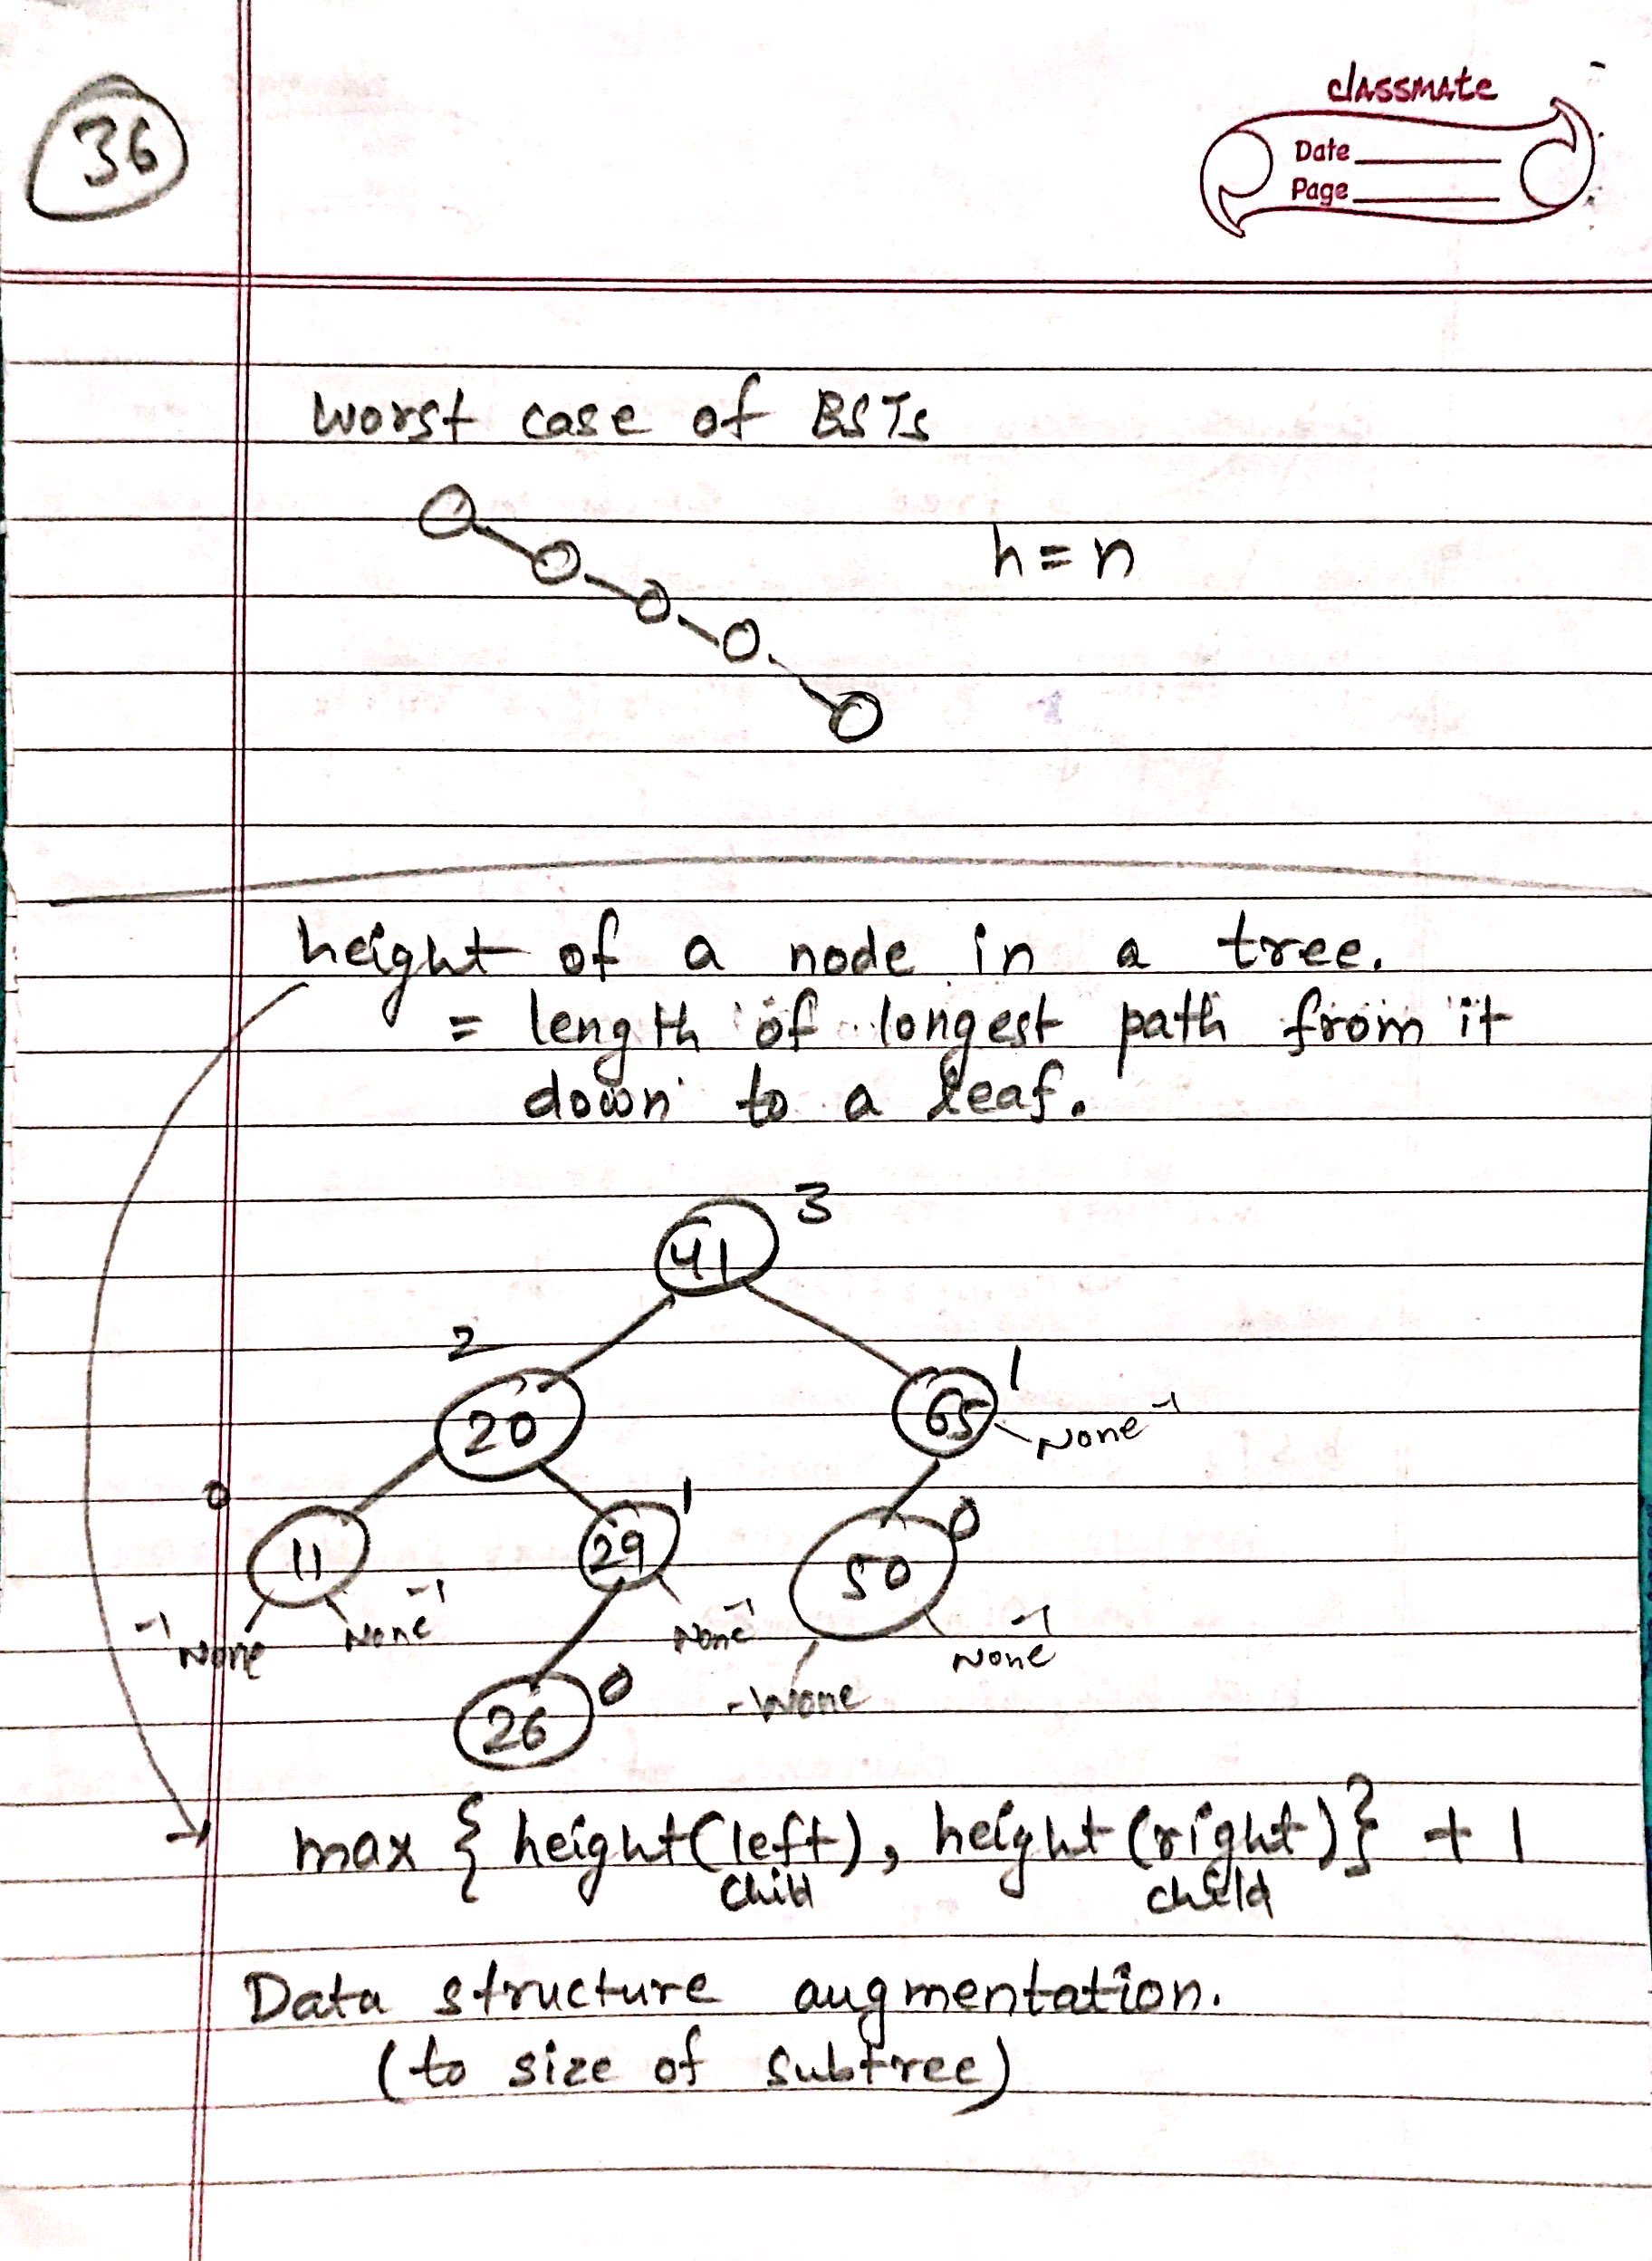 36
classmate
Date
Page
worst case of BSTs
h = n
height of a node in a tree.
= length of longest path from it
down to a leaf.
41 3
2 20
65 1
None -1
0 11
29 1
50 0
-1 None
None -1
None -1
None -1
- None
26 0
max { height(left), height(right)} + 1
child child
Data structure augmentation.
(to size of subtree)